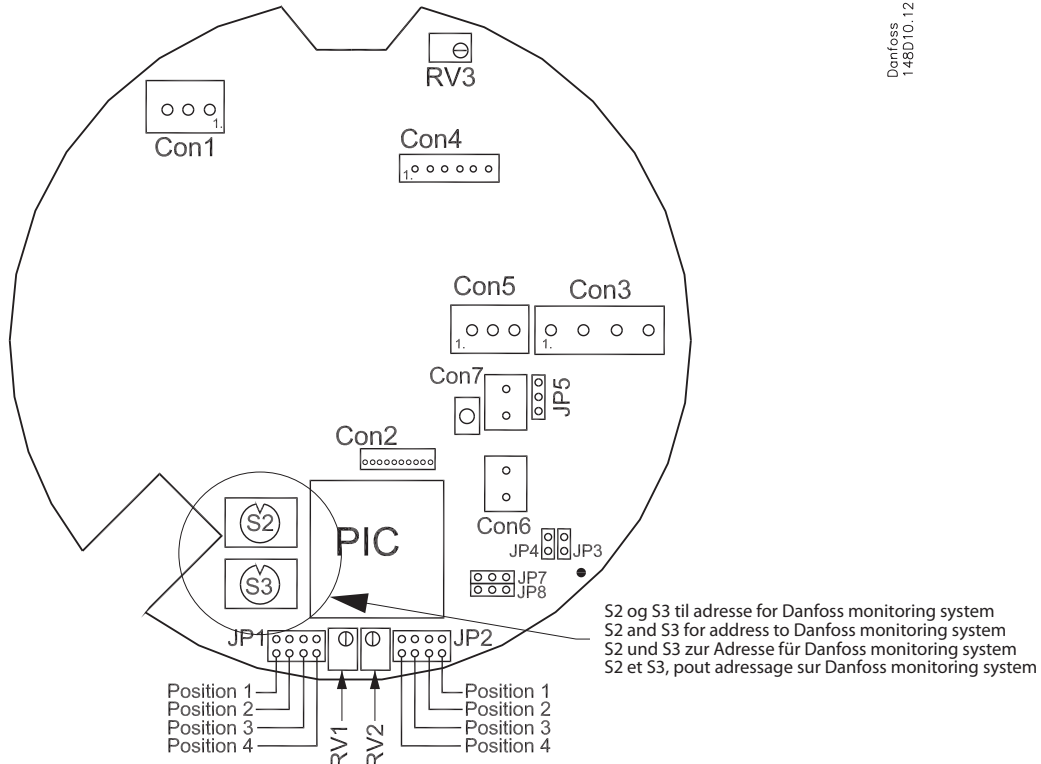 Danfoss
148D10.12
RV3
1.
Con1
Con4
1.
Con5
Con3
1.
1.
Con7
JP5
Con2
S2
PIC
Con6
S3
JP4
JP3
JP7
JP8
S2 og S3 til adresse for Danfoss monitoring system
S2 and S3 for address to Danfoss monitoring system
S2 und S3 zur Adresse für Danfoss monitoring system
S2 et S3, pout adressage sur Danfoss monitoring system
JP1
JP2
Position 1
Position 2
Position 3
Position 4
RV1
RV2
Position 1
Position 2
Position 3
Position 4